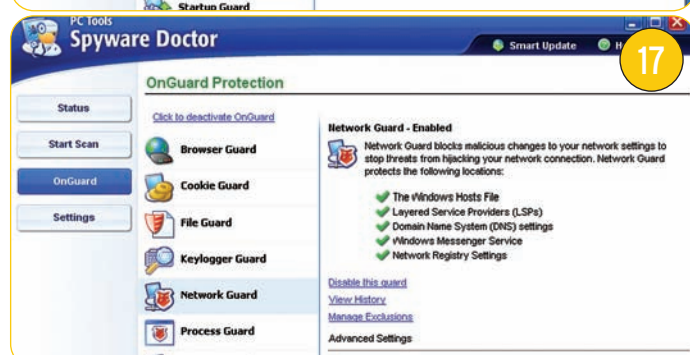 Startup Guard
PC Tools
Spyware Doctor
Smart Update
H
17
OnGuard Protection
Status
Start Scan
OnGuard
Settings
Click to deactivate OnGuard
Browser Guard
Cookie Guard
File Guard
Keylogger Guard
Network Guard
Process Guard
Network Guard - Enabled
Network Guard blocks malicious changes to your network settings to
stop threats from hijacking your network connection. Network Guard
protects the following locations:
The Windows Hosts File
Layered Service Providers (LSPs)
Domain Name System (DNS) settings
Windows Messenger Service
Network Registry Settings
Disable this guard
View History
Manage Exclusions
Advanced Settings